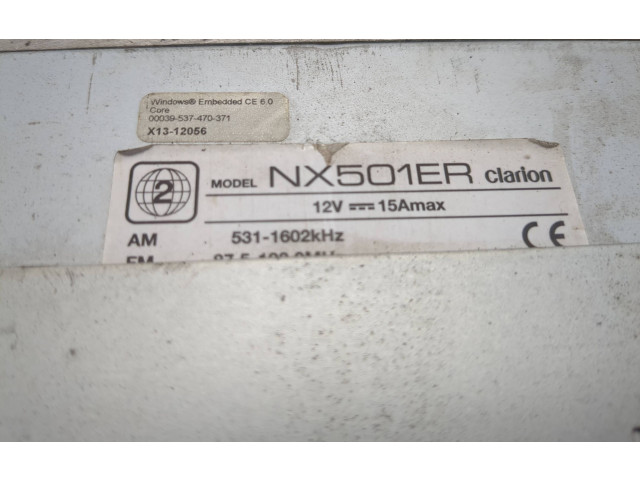 Windows® Embedded CE 6.0
Core
00039-537-470-371
X13-12056
2
MODEL NX501ER clarion
12V ⎓ 15Amax
AM 531-1602kHz CE
FM